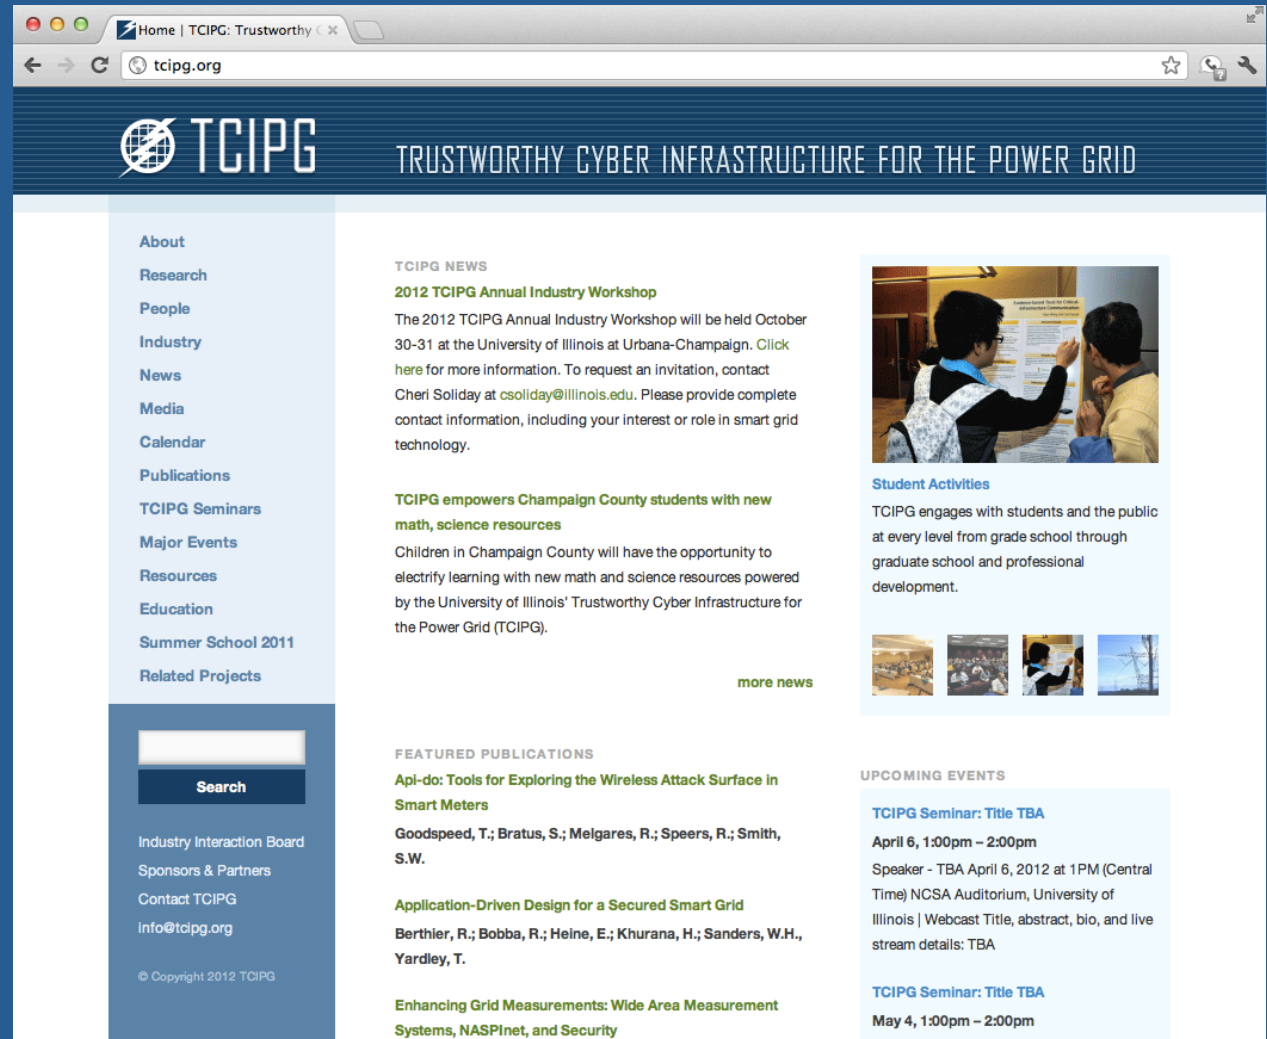 Home | TCIPG: Trustworthy C
tcipg.org
TCIPG
TRUSTWORTHY CYBER INFRASTRUCTURE FOR THE POWER GRID
About
Research
People
Industry
News
Media
Calendar
Publications
TCIPG Seminars
Major Events
Resources
Education
Summer School 2011
Related Projects
Search
Industry Interaction Board
Sponsors & Partners
Contact TCIPG
info@tcipg.org
© Copyright 2012 TCIPG
TCIPG NEWS
2012 TCIPG Annual Industry Workshop
The 2012 TCIPG Annual Industry Workshop will be held October
30-31 at the University of Illinois at Urbana-Champaign. Click
here for more information. To request an invitation, contact
Cheri Soliday at csoliday@illinois.edu. Please provide complete
contact information, including your interest or role in smart grid
technology.
TCIPG empowers Champaign County students with new
math, science resources
Children in Champaign County will have the opportunity to
electrify learning with new math and science resources powered
by the University of Illinois' Trustworthy Cyber Infrastructure for
the Power Grid (TCIPG).
more news
FEATURED PUBLICATIONS
Api-do: Tools for Exploring the Wireless Attack Surface in
Smart Meters
Goodspeed, T.; Bratus, S.; Melgares, R.; Speers, R.; Smith,
S.W.
Application-Driven Design for a Secured Smart Grid
Berthier, R.; Bobba, R.; Heine, E.; Khurana, H.; Sanders, W.H.,
Yardley, T.
Enhancing Grid Measurements: Wide Area Measurement
Systems, NASPInet, and Security
Evidence-based Trust for Critical-
Infrastructure Communication
Student Activities
TCIPG engages with students and the public
at every level from grade school through
graduate school and professional
development.
UPCOMING EVENTS
TCIPG Seminar: Title TBA
April 6, 1:00pm – 2:00pm
Speaker - TBA April 6, 2012 at 1PM (Central
Time) NCSA Auditorium, University of
Illinois | Webcast Title, abstract, bio, and live
stream details: TBA
TCIPG Seminar: Title TBA
May 4, 1:00pm – 2:00pm